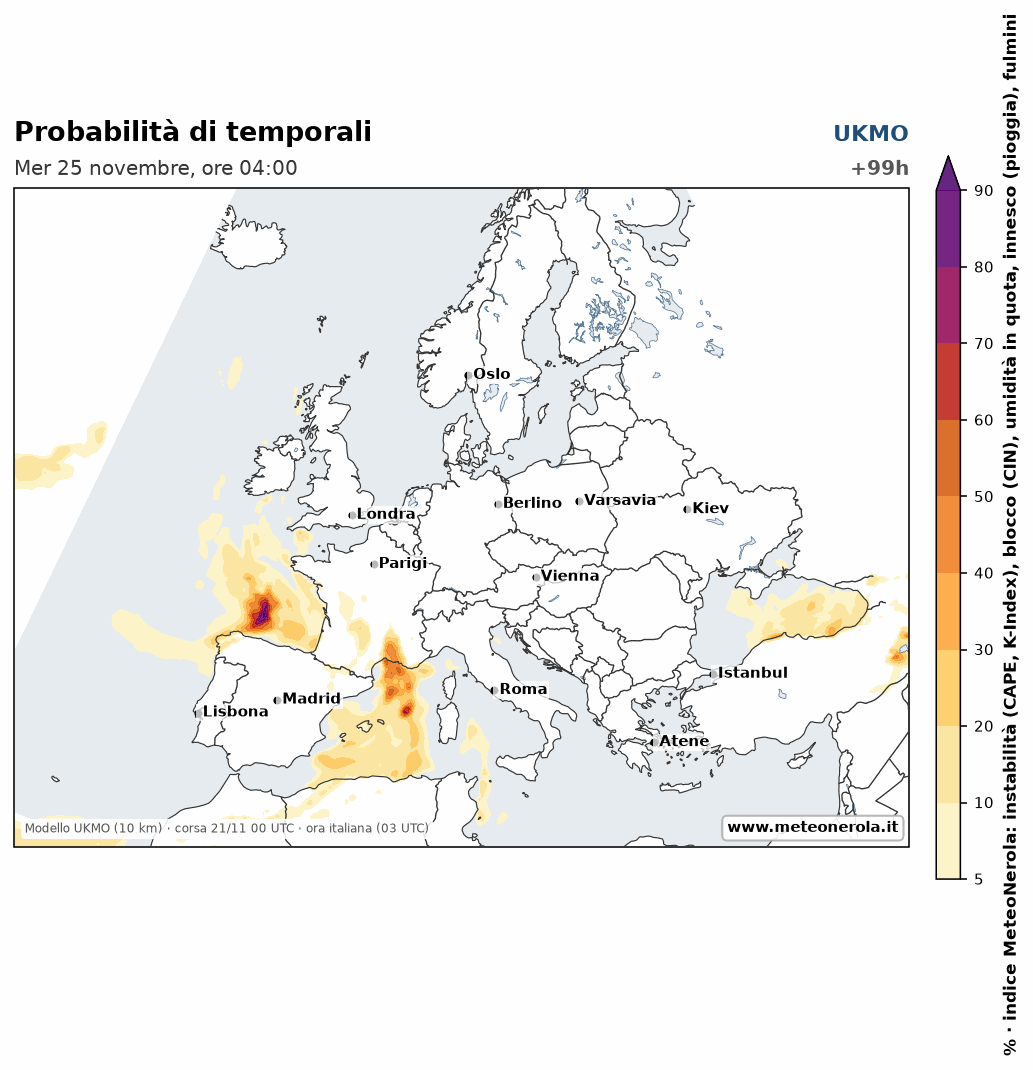 Probabilità di temporali
UKMO
Mer 25 novembre, ore 04:00
+99h
Oslo
Londra
Berlino
Varsavia
Kiev
Parigi
Vienna
Istanbul
Madrid
Roma
Lisbona
Atene
Modello UKMO (10 km) · corsa 21/11 00 UTC · ora italiana (03 UTC)
www.meteonerola.it
90
80
70
60
50
40
30
20
10
5
% · indice MeteoNerola: instabilità (CAPE, K-Index), blocco (CIN), umidità in quota, innesco (pioggia), fulmini